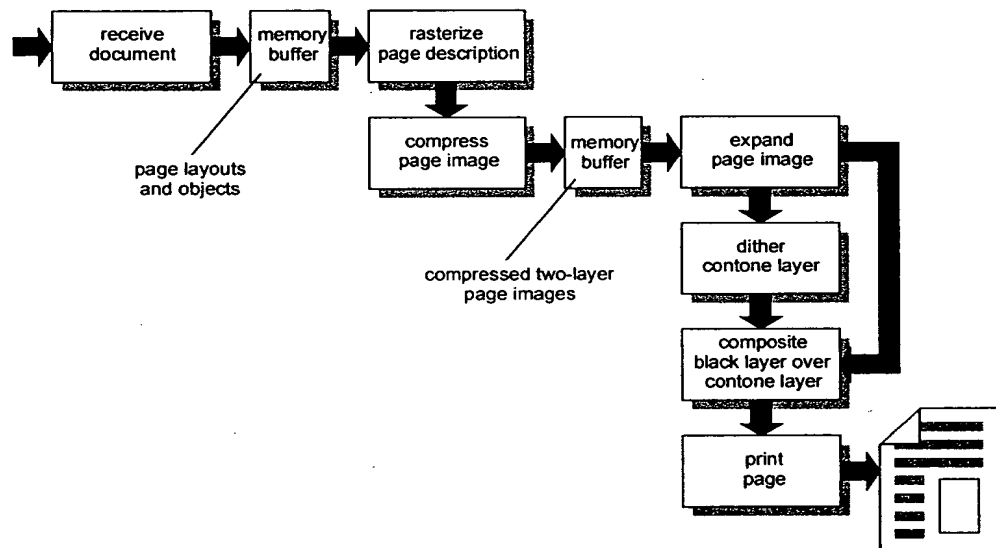 receive
document
memory
buffer
rasterize
page description
compress
page image
memory
buffer
expand
page image
page layouts
and objects
dither
contone layer
compressed two-layer
page images
composite
black layer over
contone layer
print
page